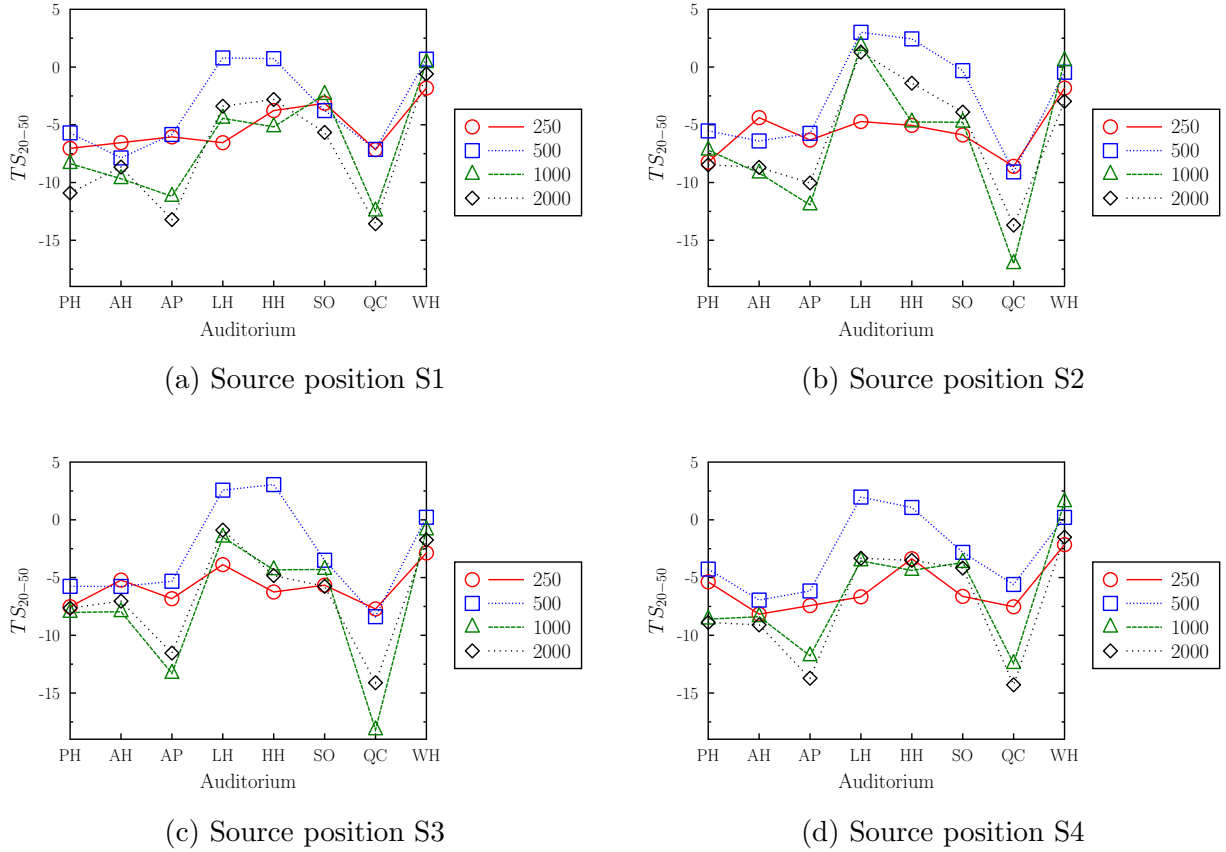 5
0
-5
-10
-15
TS20−50
PH AH AP LH HH SO QC WH
Auditorium
250
500
1000
2000
(a) Source position S1
5
0
-5
-10
-15
TS20−50
PH AH AP LH HH SO QC WH
Auditorium
250
500
1000
2000
(b) Source position S2
5
0
-5
-10
-15
TS20−50
PH AH AP LH HH SO QC WH
Auditorium
250
500
1000
2000
(c) Source position S3
5
0
-5
-10
-15
TS20−50
PH AH AP LH HH SO QC WH
Auditorium
250
500
1000
2000
(d) Source position S4